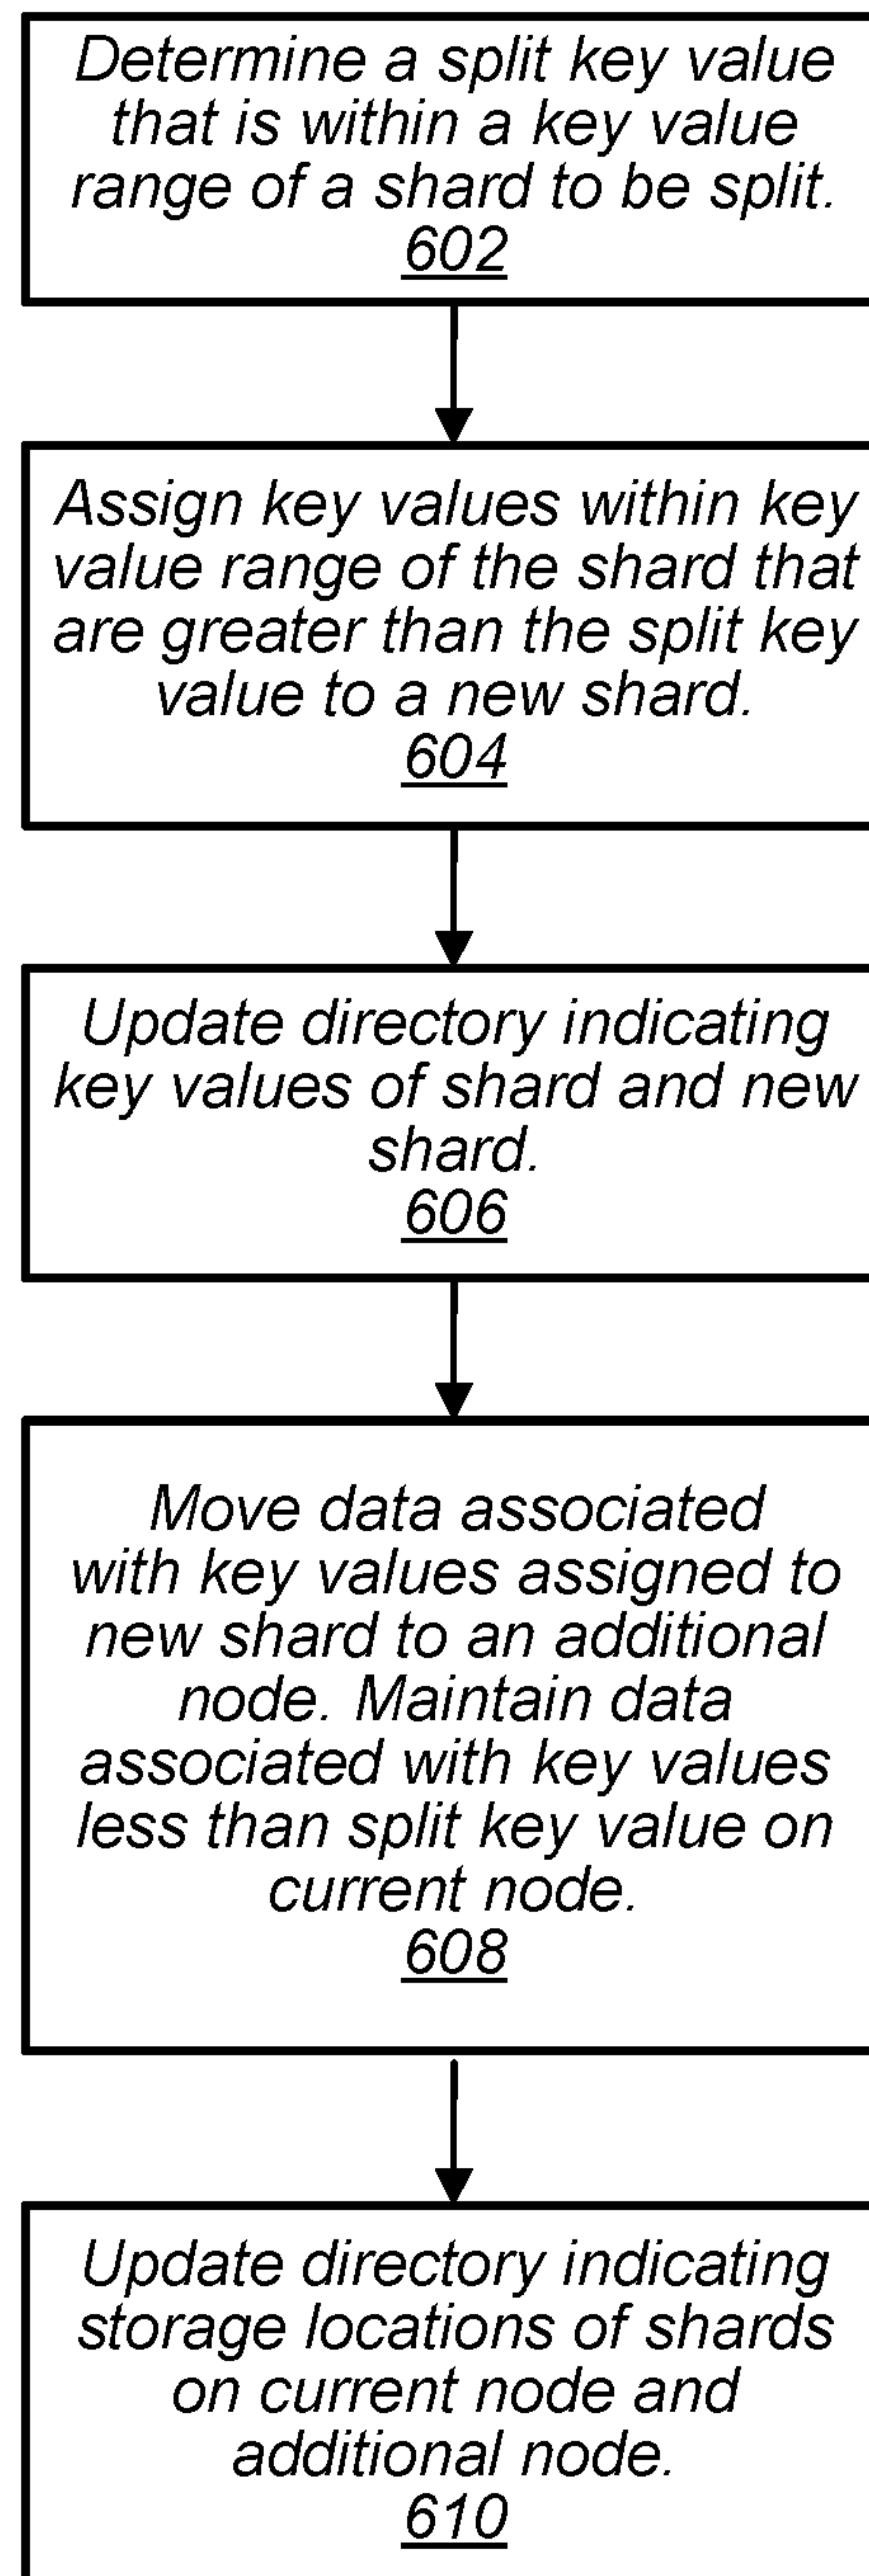 Determine a split key value
that is within a key value
range of a shard to be split.
602
Assign key values within key
value range of the shard that
are greater than the split key
value to a new shard.
604
Update directory indicating
key values of shard and new
shard.
606
Move data associated
with key values assigned to
new shard to an additional
node. Maintain data
associated with key values
less than split key value on
current node.
608
Update directory indicating
storage locations of shards
on current node and
additional node.
610